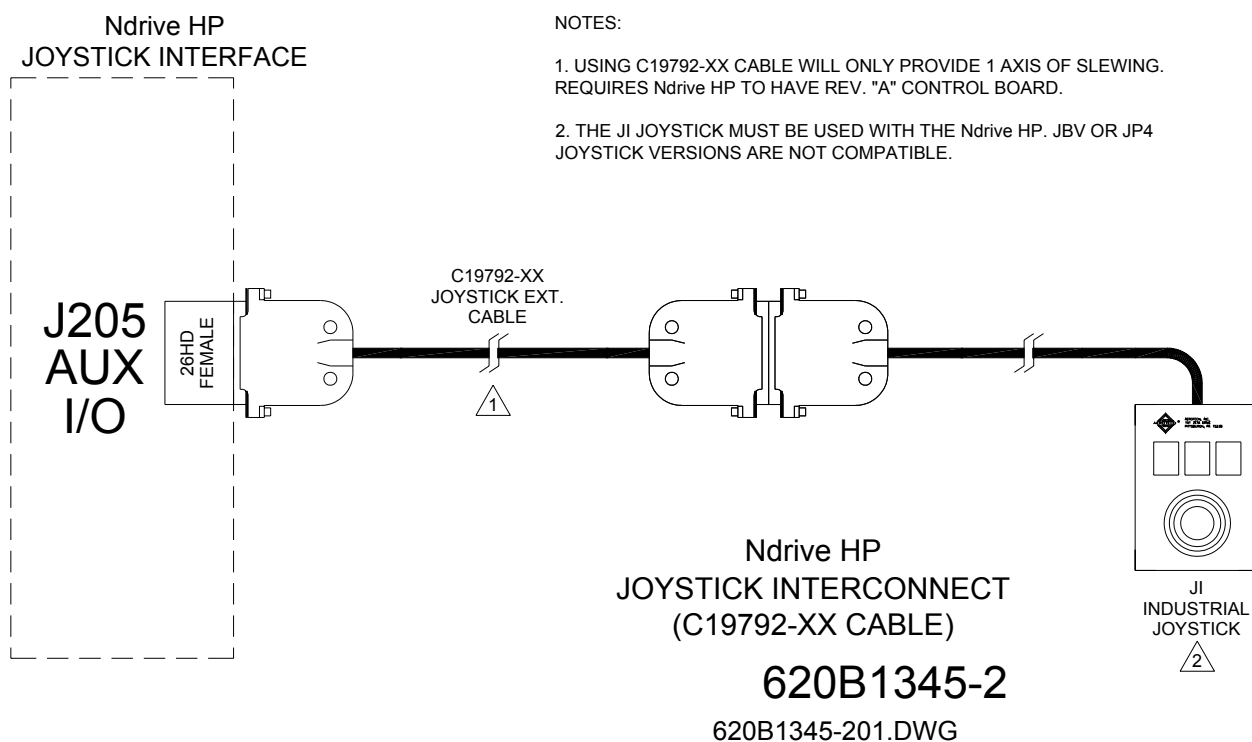 Ndrive HP
JOYSTICK INTERFACE
NOTES:
1. USING C19792-XX CABLE WILL ONLY PROVIDE 1 AXIS OF SLEWING.
REQUIRES Ndrive HP TO HAVE REV. "A" CONTROL BOARD.
2. THE JI JOYSTICK MUST BE USED WITH THE Ndrive HP. JBV OR JP4
JOYSTICK VERSIONS ARE NOT COMPATIBLE.
J205
AUX
I/O
26HD
FEMALE
C19792-XX
JOYSTICK EXT.
CABLE
1
JI
INDUSTRIAL
JOYSTICK
2
Ndrive HP
JOYSTICK INTERCONNECT
(C19792-XX CABLE)
620B1345-2
620B1345-201.DWG